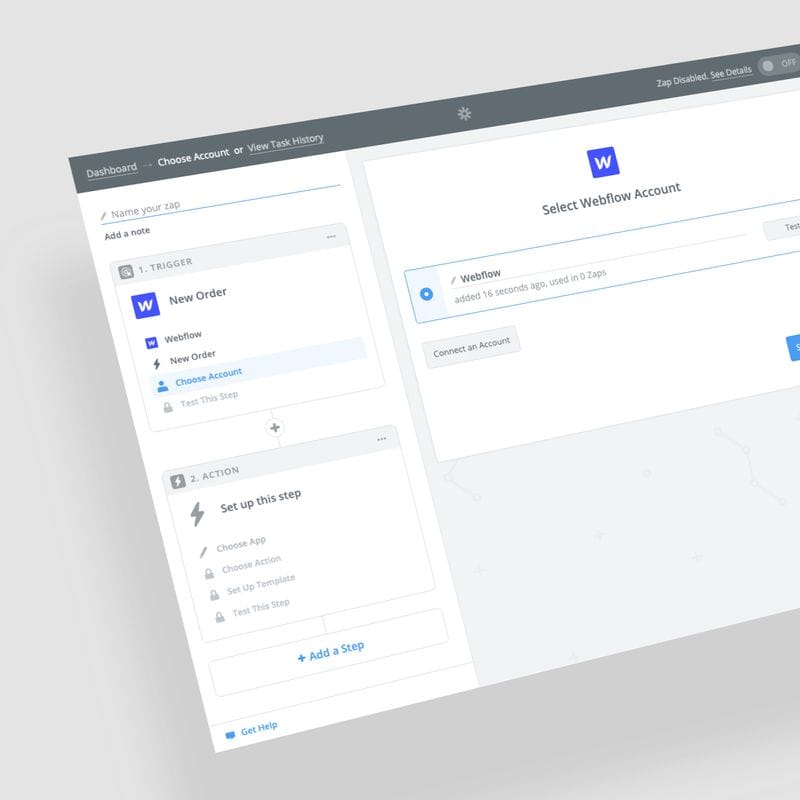 Dashboard → Choose Account or View Task History
Zap Disabled. See Details
OFF
Name your zap
Add a note
1. TRIGGER
New Order
Webflow
New Order
Choose Account
Test This Step
2. ACTION
Set up this step
Choose App
Choose Action
Set Up Template
Test This Step
+ Add a Step
Get Help
W
Select Webflow Account
Webflow
added 16 seconds ago, used in 0 Zaps
Test
Connect an Account